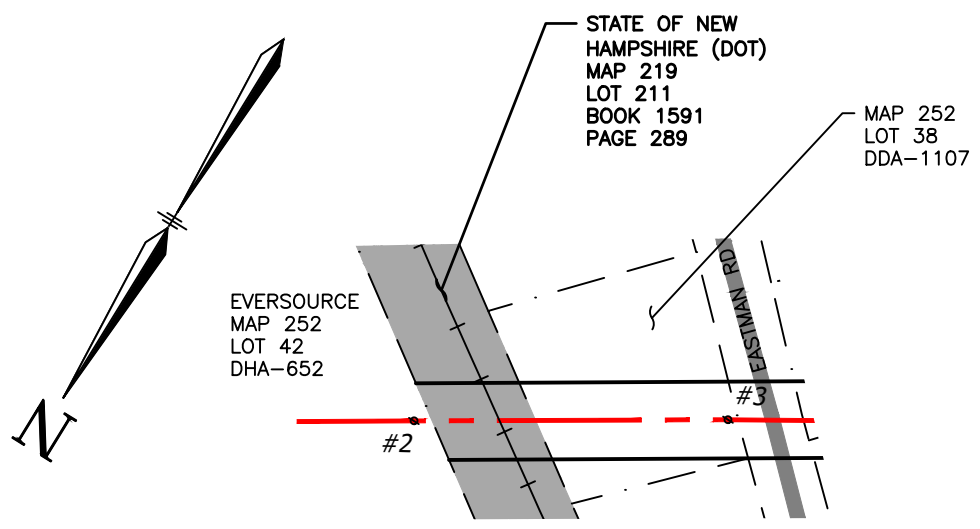 STATE OF NEW
HAMPSHIRE (DOT)
MAP 219
LOT 211
BOOK 1591
PAGE 289
MAP 252
LOT 38
DDA-1107
EVERSOURCE
MAP 252
LOT 42
DHA-652
EASTMAN RD
#3
#2
N